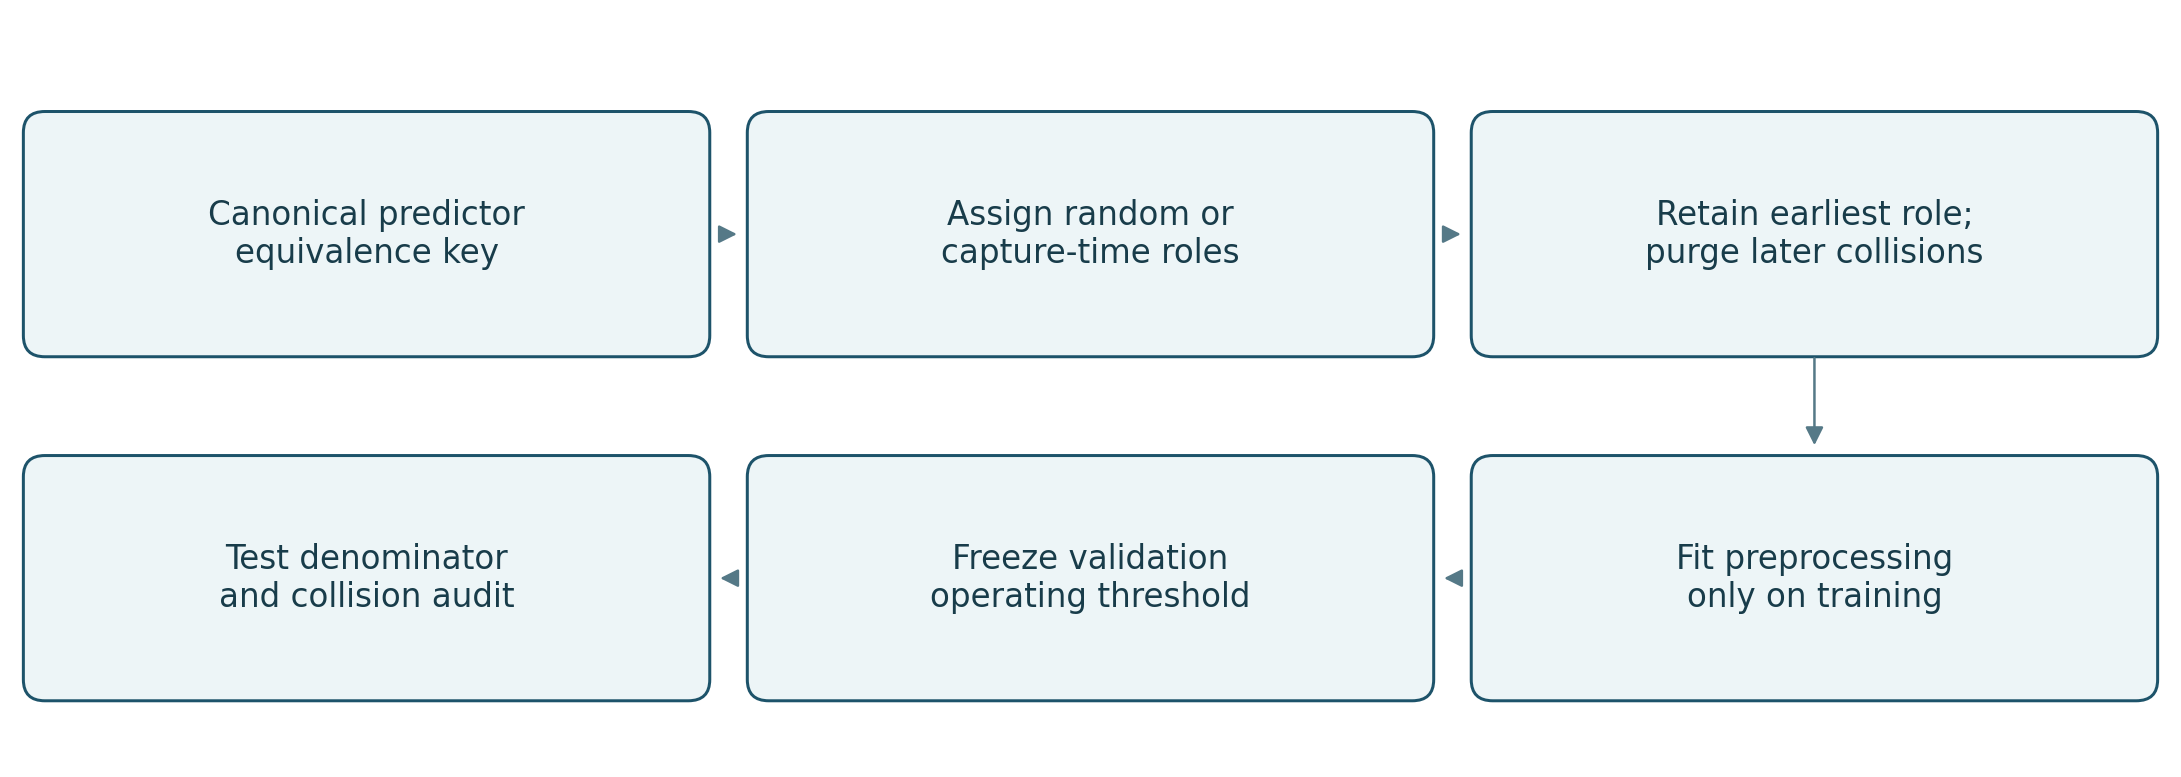 Canonical predictor
equivalence key
Assign random or
capture-time roles
Retain earliest role;
purge later collisions
Fit preprocessing
only on training
Freeze validation
operating threshold
Test denominator
and collision audit